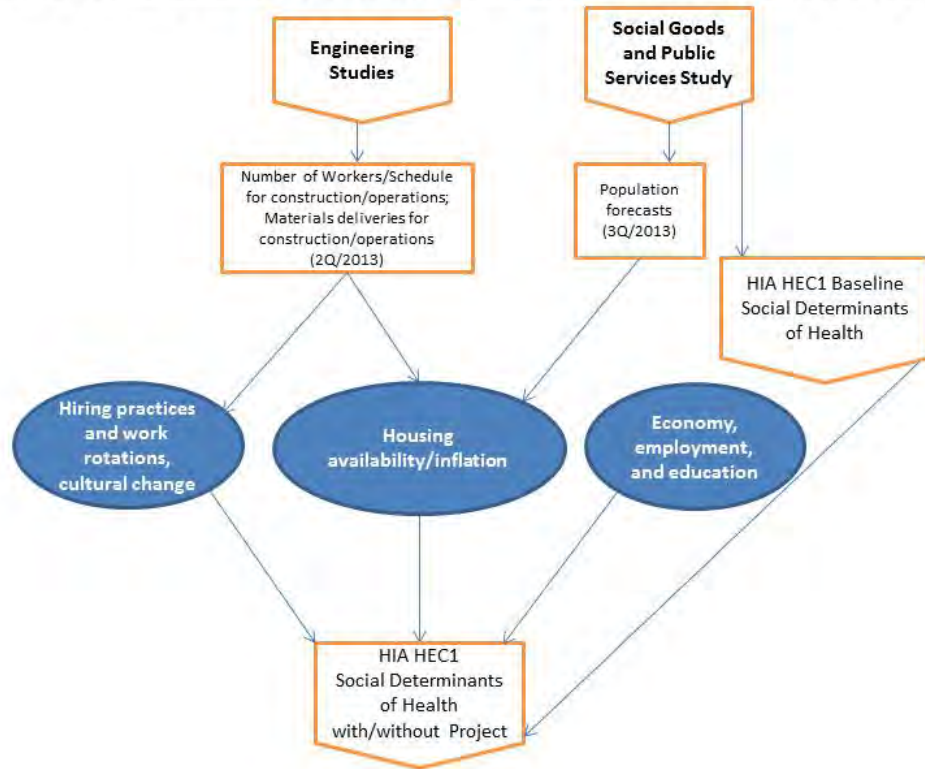 Engineering
Studies
Social Goods
and Public
Services Study
Number of Workers/Schedule
for construction/operations;
Materials deliveries for
construction/operations
(2Q/2013)
Population
forecasts
(3Q/2013)
HIA HEC1 Baseline
Social Determinants
of Health
Hiring practices
and work
rotations,
cultural change
Housing
availability/inflation
Economy,
employment,
and education
HIA HEC1
Social Determinants
of Health
with/without Project